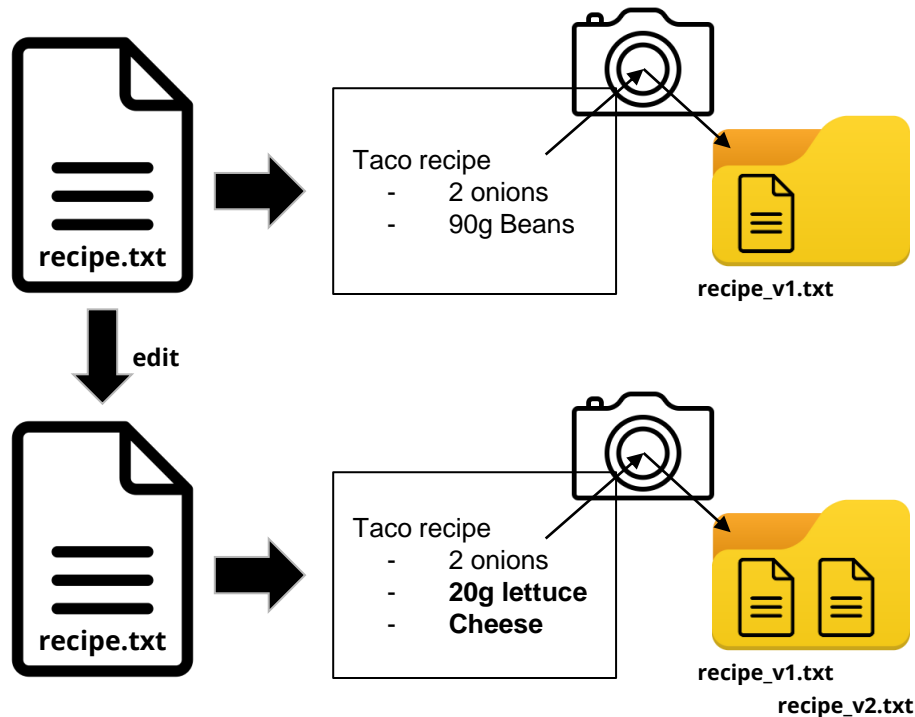 recipe.txt
Taco recipe
- 2 onions
- 90g Beans
recipe_v1.txt
edit
recipe.txt
Taco recipe
- 2 onions
- 20g lettuce
- Cheese
recipe_v1.txt
recipe_v2.txt